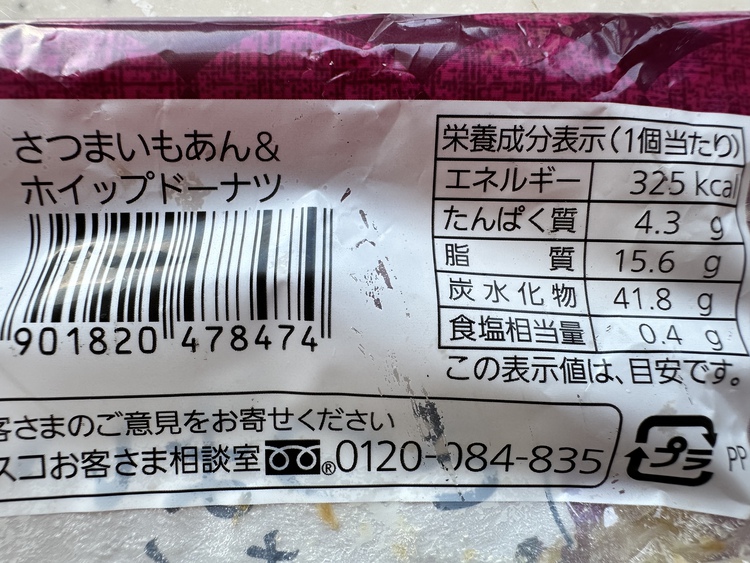 さつまいもあん&
ホイップドーナツ
901820 478474
栄養成分表示(1個当たり)
エネルギー 325 kcal
たんぱく質 4.3 g
脂質 15.6 g
炭水化物 41.8 g
食塩相当量 0.4 g
この表示値は、目安です。
客さまのご意見をお寄せください
スコお客さま相談室 ® 0120-084-835
プラ
PP